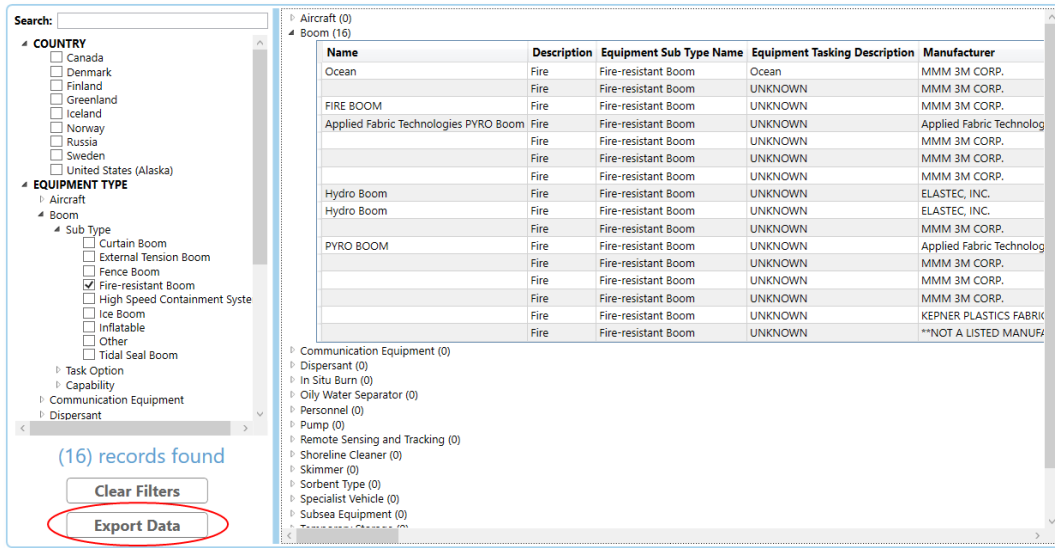 Search:
COUNTRY
Canada
Denmark
Finland
Greenland
Iceland
Norway
Russia
Sweden
United States (Alaska)
EQUIPMENT TYPE
Aircraft
Boom
Sub Type
Curtain Boom
External Tension Boom
Fence Boom
Fire-resistant Boom
High Speed Containment Syste
Ice Boom
Inflatable
Other
Tidal Seal Boom
Task Option
Capability
Communication Equipment
Dispersant
(16) records found
Clear Filters
Export Data
Aircraft (0)
Boom (16)
Name Description Equipment Sub Type Name Equipment Tasking Description Manufacturer
Ocean Fire Fire-resistant Boom Ocean MMM 3M CORP.
Fire Fire-resistant Boom UNKNOWN MMM 3M CORP.
FIRE BOOM Fire Fire-resistant Boom UNKNOWN MMM 3M CORP.
Applied Fabric Technologies PYRO Boom Fire Fire-resistant Boom UNKNOWN Applied Fabric Technolog
Fire Fire-resistant Boom UNKNOWN MMM 3M CORP.
Fire Fire-resistant Boom UNKNOWN MMM 3M CORP.
Fire Fire-resistant Boom UNKNOWN MMM 3M CORP.
Hydro Boom Fire Fire-resistant Boom UNKNOWN ELASTEC, INC.
Hydro Boom Fire Fire-resistant Boom UNKNOWN ELASTEC, INC.
Fire Fire-resistant Boom UNKNOWN MMM 3M CORP.
PYRO BOOM Fire Fire-resistant Boom UNKNOWN Applied Fabric Technolog
Fire Fire-resistant Boom UNKNOWN MMM 3M CORP.
Fire Fire-resistant Boom UNKNOWN MMM 3M CORP.
Fire Fire-resistant Boom UNKNOWN MMM 3M CORP.
Fire Fire-resistant Boom UNKNOWN KEPNER PLASTICS FABRIC
Fire Fire-resistant Boom UNKNOWN **NOT A LISTED MANUFA
Communication Equipment (0)
Dispersant (0)
In Situ Burn (0)
Oily Water Separator (0)
Personnel (0)
Pump (0)
Remote Sensing and Tracking (0)
Shoreline Cleaner (0)
Skimmer (0)
Sorbent Type (0)
Specialist Vehicle (0)
Subsea Equipment (0)
Temporary Storage (0)